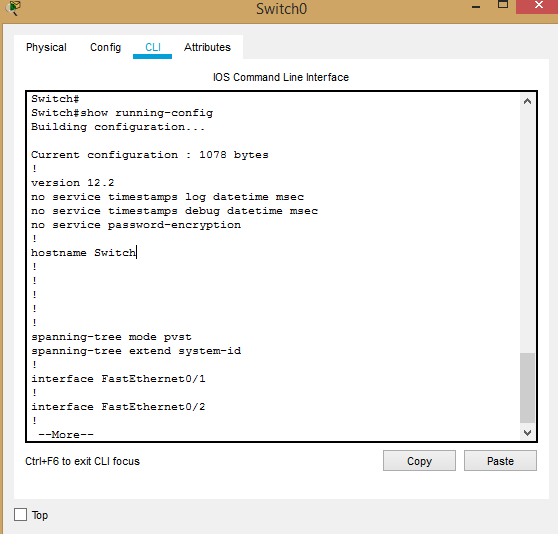 Switch0
Physical Config CLI Attributes
IOS Command Line Interface
Switch#
Switch#show running-config
Building configuration...
Current configuration : 1078 bytes
!
version 12.2
no service timestamps log datetime msec
no service timestamps debug datetime msec
no service password-encryption
!
hostname Switch
!
!
!
!
!
spanning-tree mode pvst
spanning-tree extend system-id
!
interface FastEthernet0/1
!
interface FastEthernet0/2
!
--More--
Ctrl+F6 to exit CLI focus
Copy Paste
Top